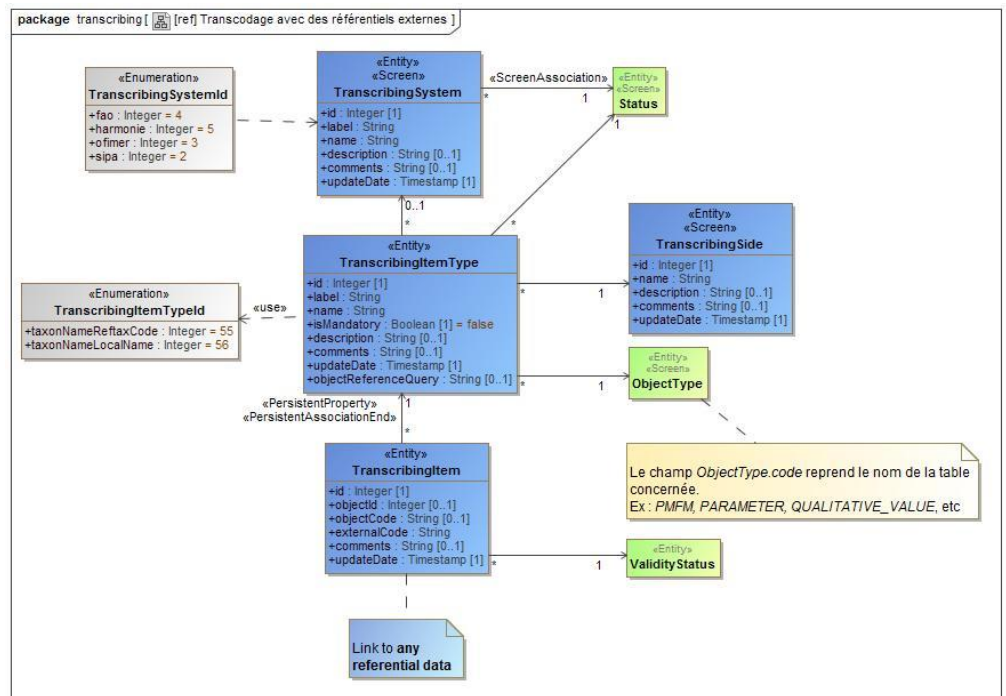 package transcribing [ [ref] Transcodage avec des référentiels externes ]
«Enumeration»
TranscribingSystemId
+fao : Integer = 4
+harmonie : Integer = 5
+ofimer : Integer = 3
+sipa : Integer = 2
«Entity»
«Screen»
TranscribingSystem
+id : Integer [1]
+label : String
+name : String
+description : String [0..1]
+comments : String [0..1]
+updateDate : Timestamp [1]
«ScreenAssociation»
*
1
«Entity»
«Screen»
Status
1
0..1
*
*
«Entity»
TranscribingItemType
+id : Integer [1]
+label : String
+name : String
+isMandatory : Boolean [1] = false
+description : String [0..1]
+comments : String [0..1]
+updateDate : Timestamp [1]
+objectReferenceQuery : String [0..1]
«Entity»
«Screen»
TranscribingSide
+id : Integer [1]
+name : String
+description : String [0..1]
+comments : String [0..1]
+updateDate : Timestamp [1]
*
1
«Enumeration»
TranscribingItemTypeId
+taxonNameReftaxCode : Integer = 55
+taxonNameLocalName : Integer = 56
«use»
*
1
«Entity»
«Screen»
ObjectType
«PersistentProperty»
«PersistentAssociationEnd»
1
*
«Entity»
TranscribingItem
+id : Integer [1]
+objectId : Integer [0..1]
+objectCode : String [0..1]
+externalCode : String
+comments : String [0..1]
+updateDate : Timestamp [1]
Le champ ObjectType.code reprend le nom de la table
concernée.
Ex : PMFM, PARAMETER, QUALITATIVE_VALUE, etc
*
1
«Entity»
ValidityStatus
Link to any
referential data